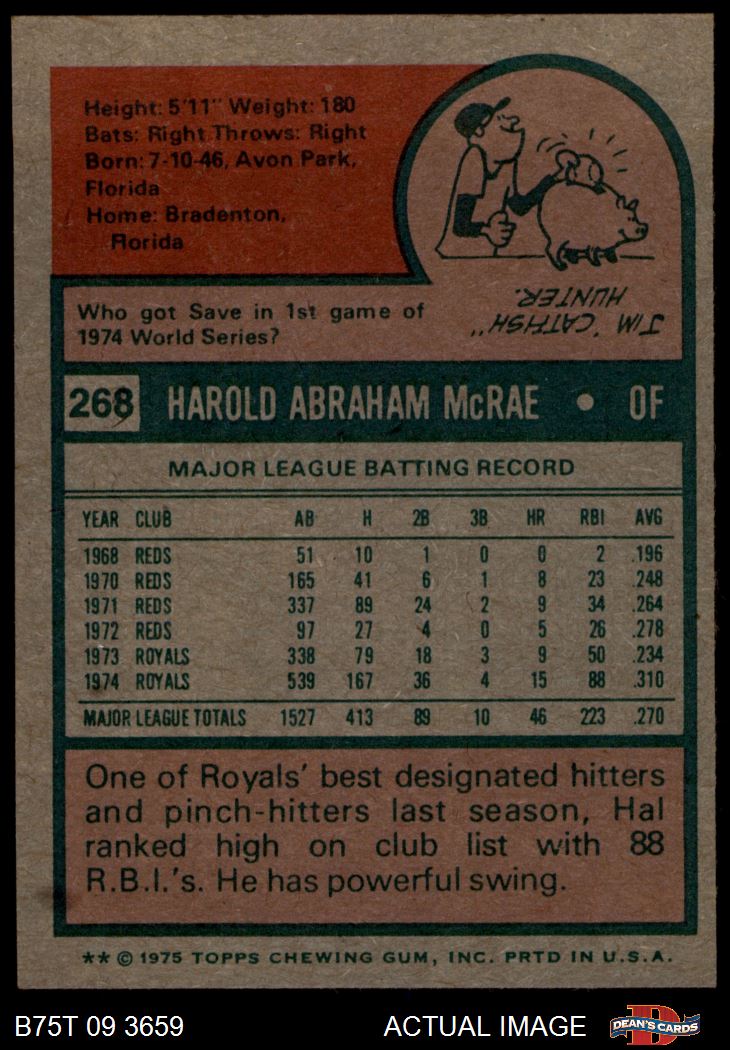 Height: 5'11" Weight: 180
Bats: Right Throws: Right
Born: 7-10-46, Avon Park,
Florida
Home: Bradenton,
Florida
Who got Save in 1st game of
1974 World Series?
JIM "CATFISH"
HUNTER.
268 HAROLD ABRAHAM McRAE • OF
MAJOR LEAGUE BATTING RECORD
YEAR CLUB AB H 2B 3B HR RBI AVG
1968 REDS 51 10 1 0 0 2 .196
1970 REDS 165 41 6 1 8 23 .248
1971 REDS 337 89 24 2 9 34 .264
1972 REDS 97 27 4 0 5 26 .278
1973 ROYALS 338 79 18 3 9 50 .234
1974 ROYALS 539 167 36 4 15 88 .310
MAJOR LEAGUE TOTALS 1527 413 89 10 46 223 .270
One of Royals' best designated hitters
and pinch-hitters last season, Hal
ranked high on club list with 88
R.B.I.'s. He has powerful swing.
** © 1975 TOPPS CHEWING GUM, INC. PRTD IN U.S.A.
B75T 09 3659 ACTUAL IMAGE
D
DEAN'S CARDS